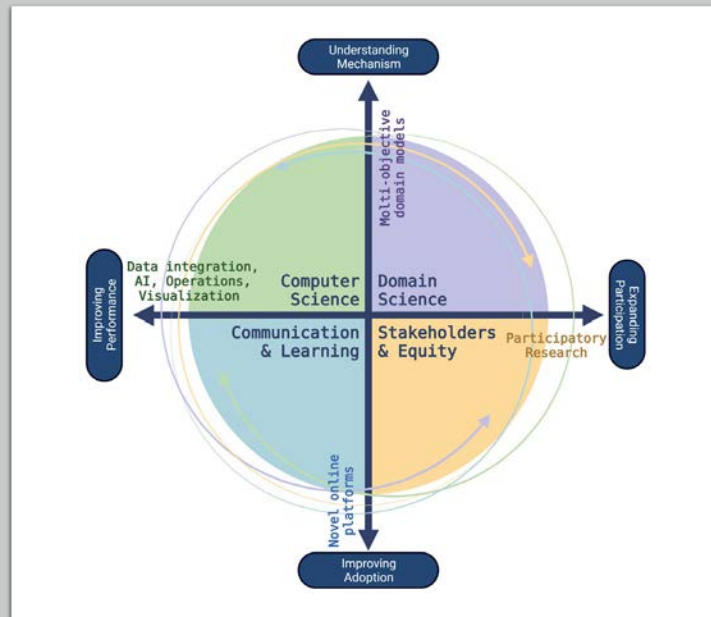 Understanding
Mechanism
Molti-objective
domain models
Improving
Performance
Data integration,
AI, Operations,
Visualization
Computer
Science
Domain
Science
Expanding
Participation
Communication
& Learning
Stakeholders
& Equity
Participatory
Research
Novel online
platforms
Improving
Adoption